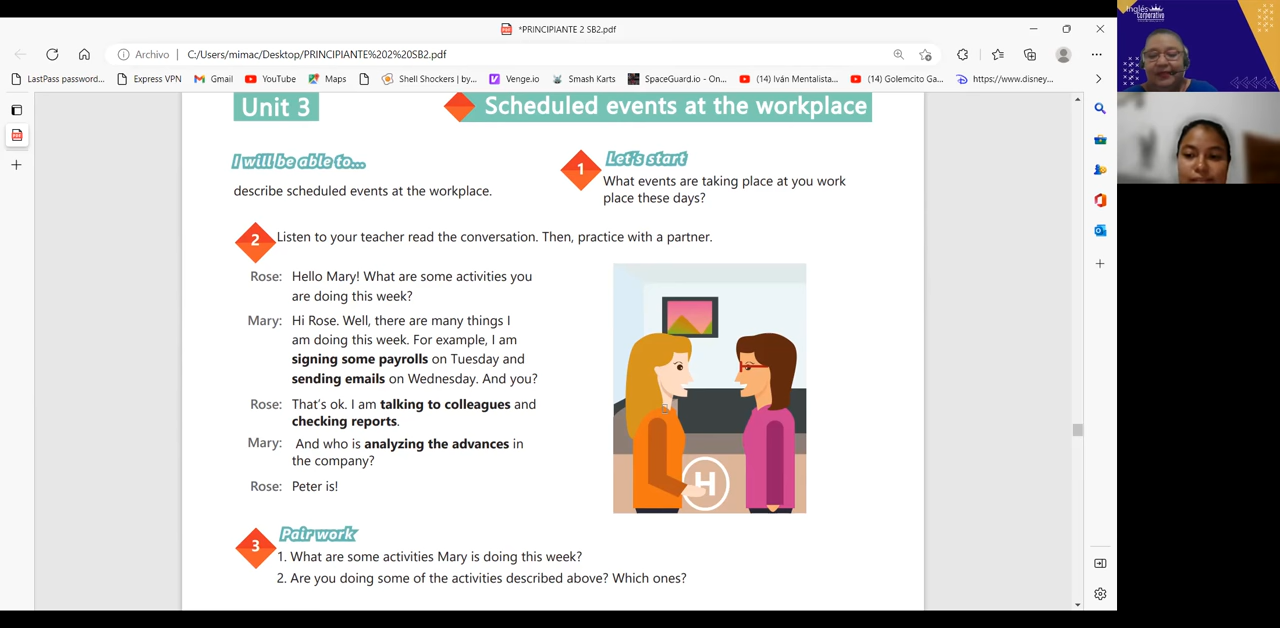 *PRINCIPIANTE 2 SB2.pdf
Archivo | C:/Users/mimac/Desktop/PRINCIPIANTE%202%20SB2.pdf
LastPass password... Express VPN Gmail YouTube Maps Shell Shockers | by... Venge.io Smash Karts SpaceGuard.io - On... (14) Iván Mentalista... (14) Golemcito Ga... https://www.disney...
Inglés
Corporativo
Unit 3 Scheduled events at the workplace
I will be able to...
describe scheduled events at the workplace.
1 Let's start
What events are taking place at you work
place these days?
2 Listen to your teacher read the conversation. Then, practice with a partner.
Rose: Hello Mary! What are some activities you
are doing this week?
Mary: Hi Rose. Well, there are many things I
am doing this week. For example, I am
signing some payrolls on Tuesday and
sending emails on Wednesday. And you?
Rose: That's ok. I am talking to colleagues and
checking reports.
Mary: And who is analyzing the advances in
the company?
Rose: Peter is!
H
3 Pair work
1. What are some activities Mary is doing this week?
2. Are you doing some of the activities described above? Which ones?